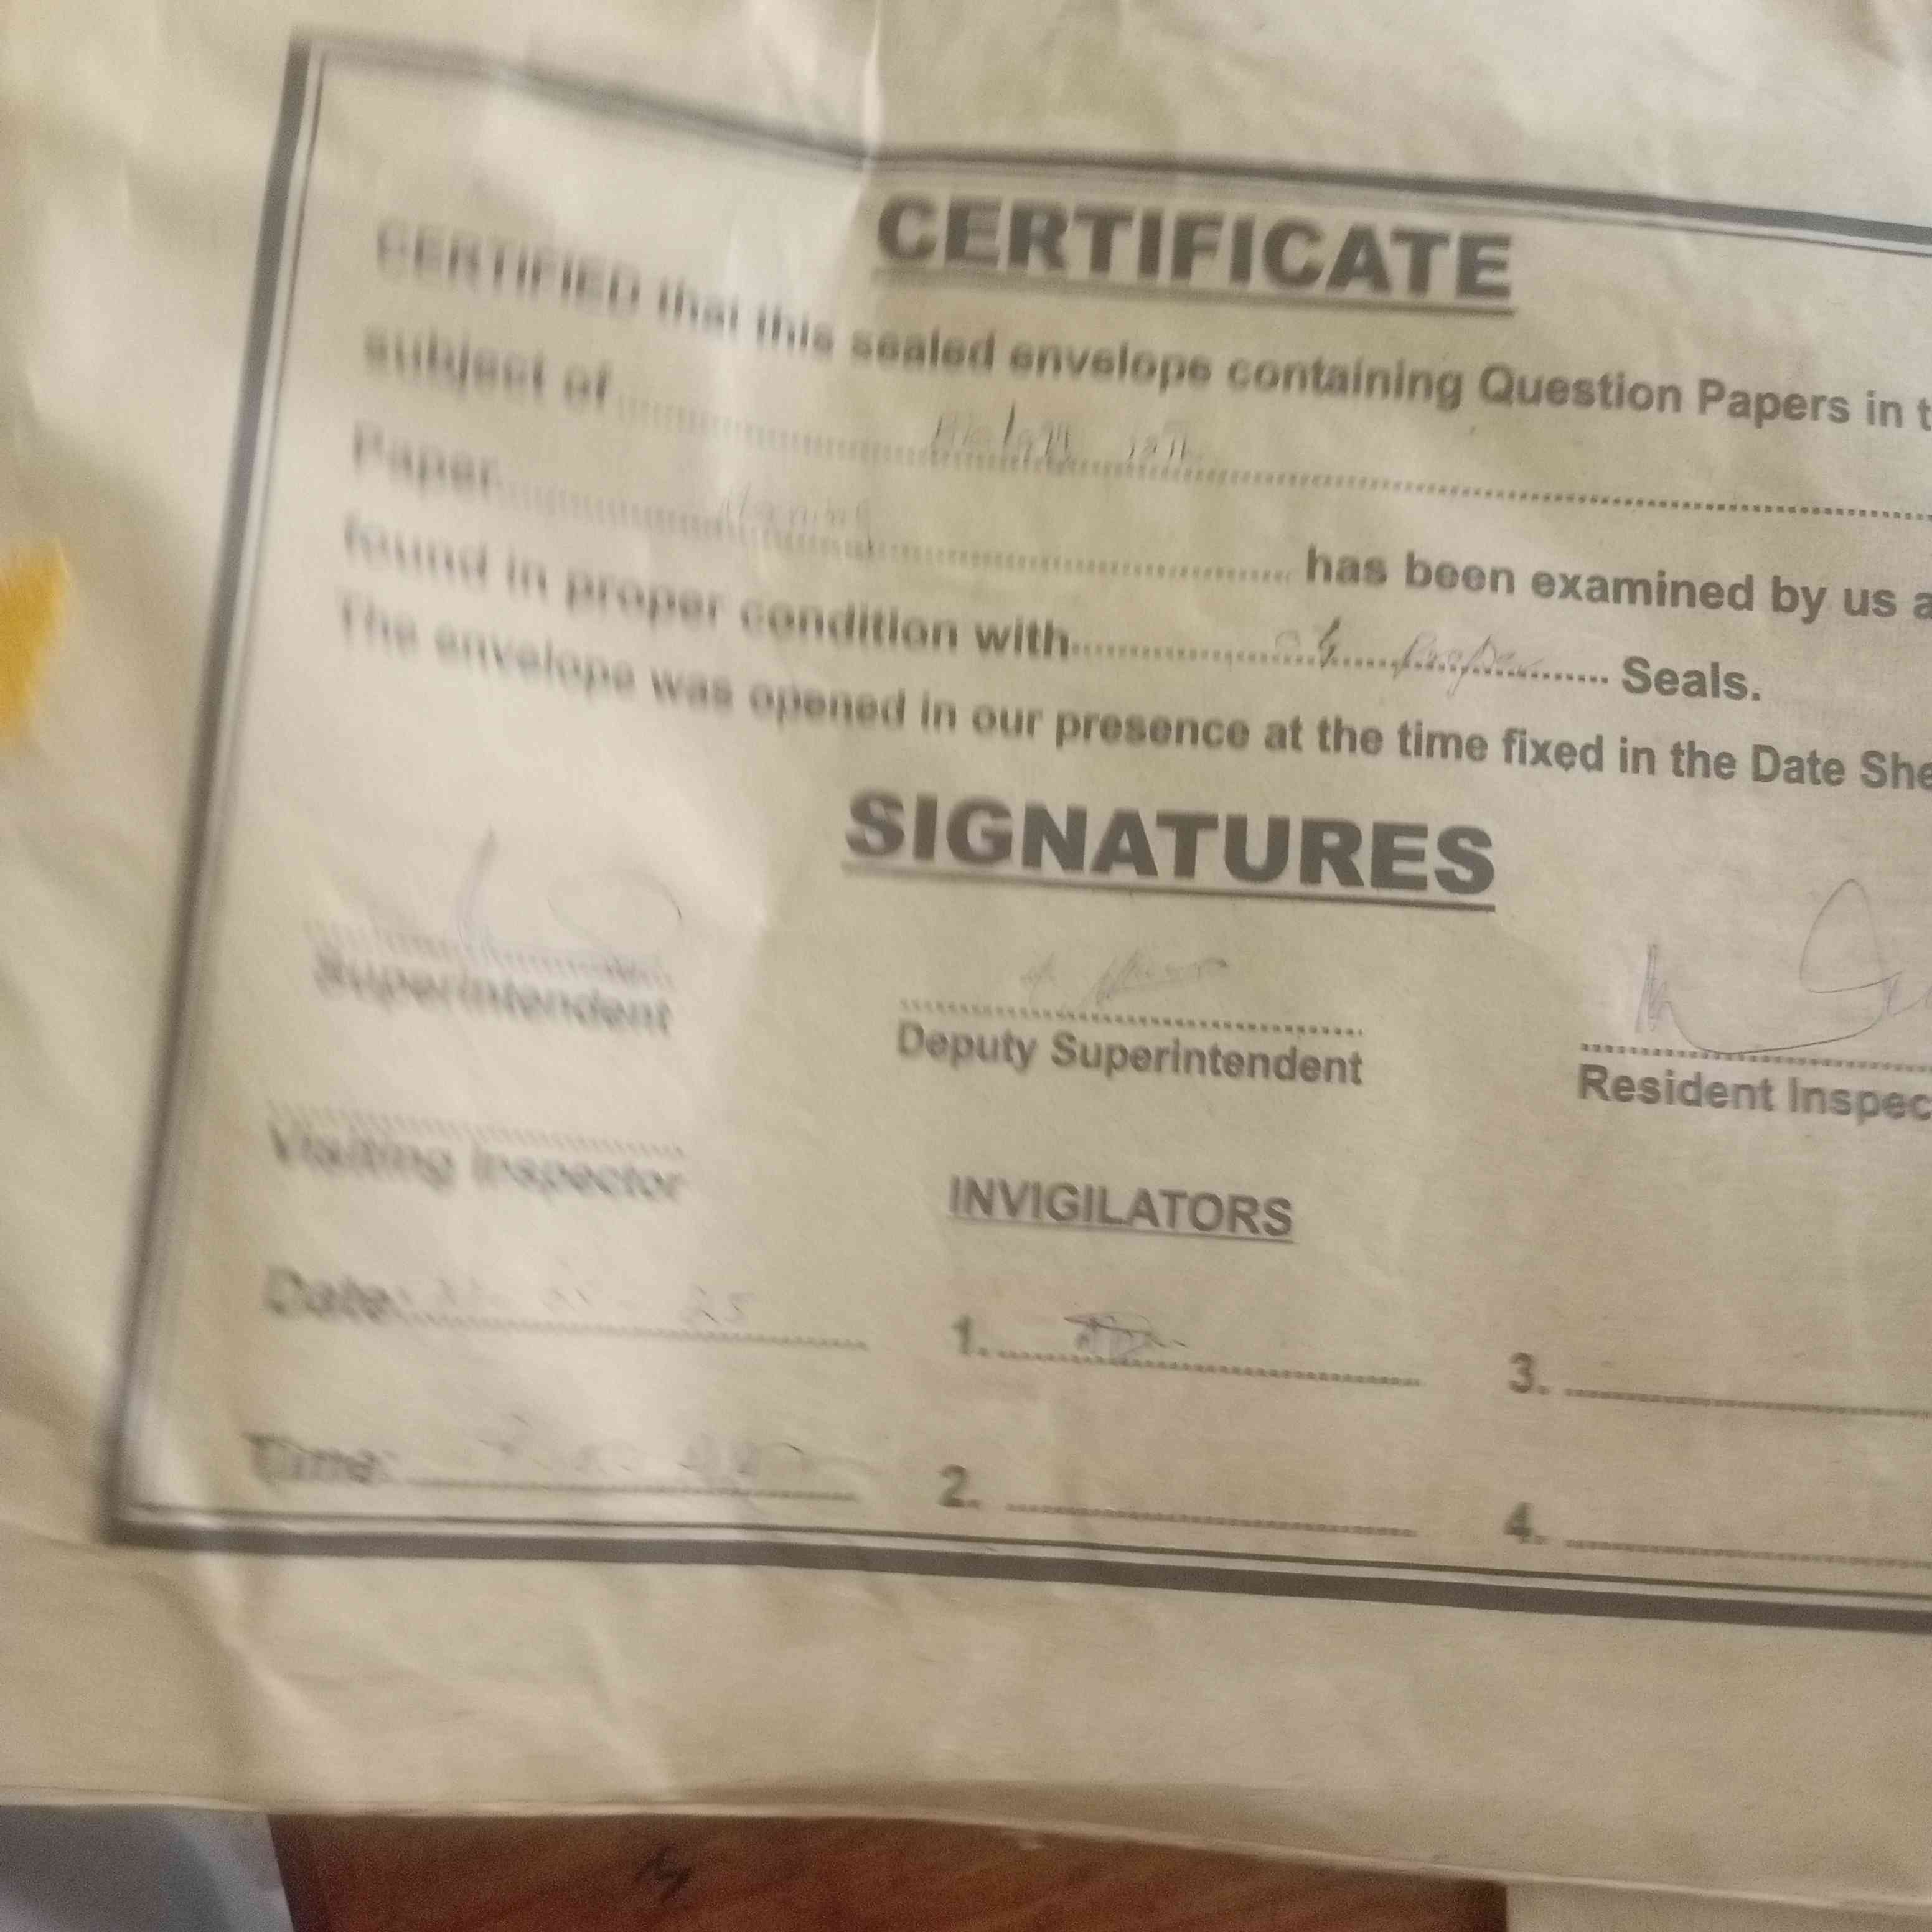 CERTIFICATE
CERTIFIED that this sealed envelope containing Question Papers in t
subject of
Paper has been examined by us a
found in proper condition with Seals.
The envelope was opened in our presence at the time fixed in the Date She
SIGNATURES
Superintendent Deputy Superintendent Resident Inspec
Visiting Inspector INVIGILATORS
Date: 1. 3.
Time: 2. 4.